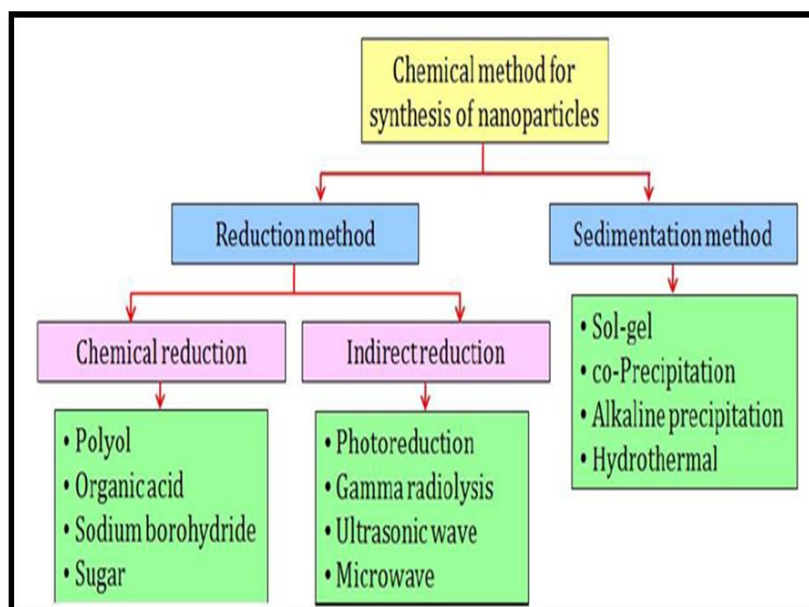 Chemical method for
synthesis of nanoparticles
Reduction method
Sedimentation method
Chemical reduction
Indirect reduction
• Polyol
• Organic acid
• Sodium borohydride
• Sugar
• Photoreduction
• Gamma radiolysis
• Ultrasonic wave
• Microwave
• Sol-gel
• co-Precipitation
• Alkaline precipitation
• Hydrothermal